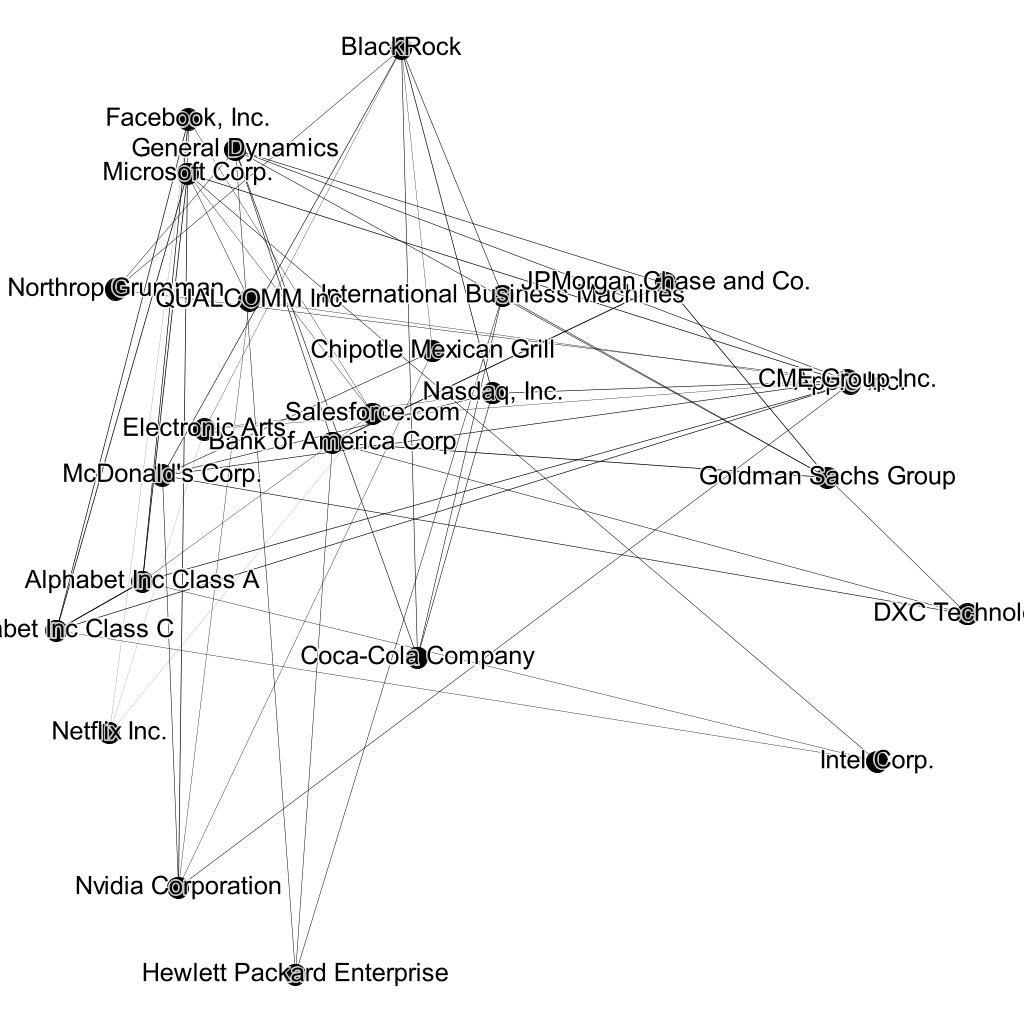 BlackRock
Facebook, Inc.
General Dynamics
Microsoft Corp.
JPMorgan Chase and Co.
Northrop Grumman
International Business Machines
QUALCOMM Inc
Chipotle Mexican Grill
CME Group Inc.
Nasdaq, Inc.
Salesforce.com
Electronic Arts
Bank of America Corp
McDonald's Corp.
Goldman Sachs Group
Alphabet Inc Class A
DXC Technolo
abet Inc Class C
Coca-Cola Company
Netflix Inc.
Intel Corp.
Nvidia Corporation
Hewlett Packard Enterprise